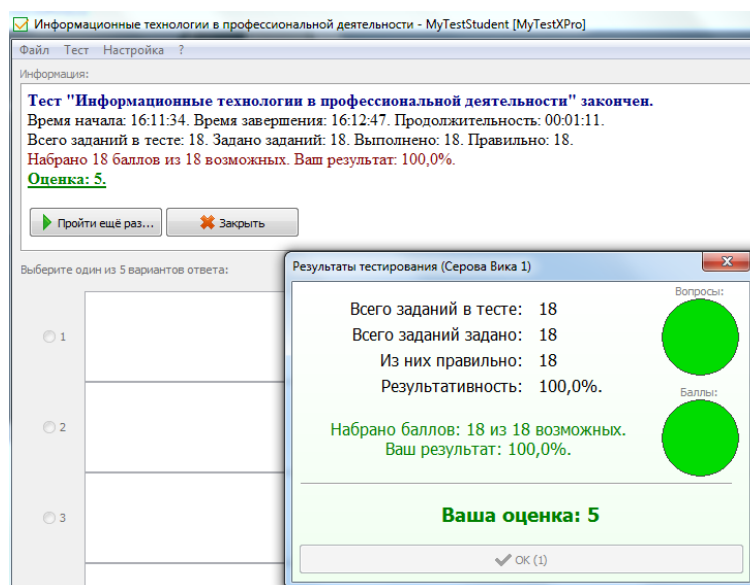 Информационные технологии в профессиональной деятельности - MyTestStudent [MyTestXPro]
Файл Тест Настройка ?
Информация:
Тест "Информационные технологии в профессиональной деятельности" закончен.
Время начала: 16:11:34. Время завершения: 16:12:47. Продолжительность: 00:01:11.
Всего заданий в тесте: 18. Задано заданий: 18. Выполнено: 18. Правильно: 18.
Набрано 18 баллов из 18 возможных. Ваш результат: 100,0%.
Оценка: 5.
Пройти ещё раз... Закрыть
Выберите один из 5 вариантов ответа:
1
2
3
Результаты тестирования (Серова Вика 1)
Вопросы:
Всего заданий в тесте: 18
Всего заданий задано: 18
Из них правильно: 18
Результативность: 100,0%.
Баллы:
Набрано баллов: 18 из 18 возможных.
Ваш результат: 100,0%.
Ваша оценка: 5
OK (1)